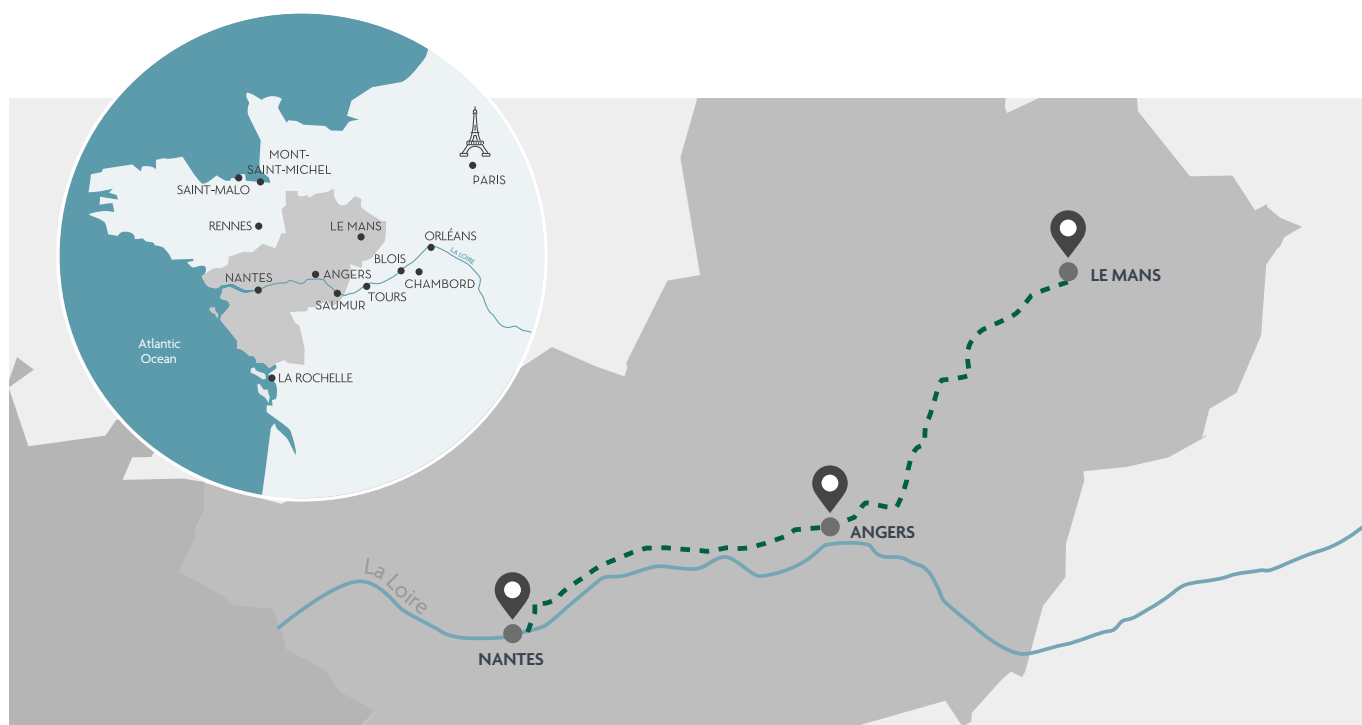 MONT-
SAINT-MICHEL
SAINT-MALO
PARIS
RENNES
LE MANS
ORLÉANS
LA LOIRE
BLOIS
NANTES
ANGERS
CHAMBORD
TOURS
SAUMUR
Atlantic
Ocean
LA ROCHELLE
LE MANS
ANGERS
La Loire
NANTES